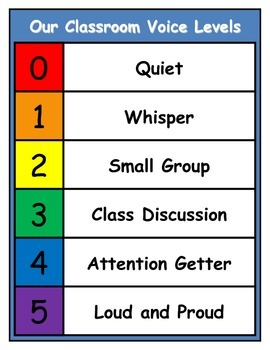 Our Classroom Voice Levels
0 Quiet
1 Whisper
2 Small Group
3 Class Discussion
4 Attention Getter
5 Loud and Proud